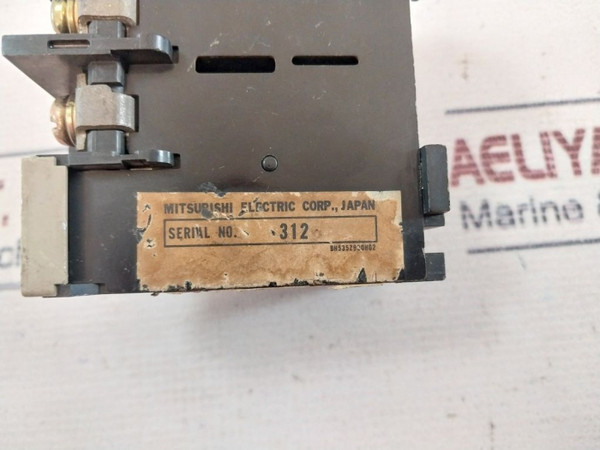 MITSUBISHI ELECTRIC CORP., JAPAN
SERIAL NO. 312
AELIYA
Marine &